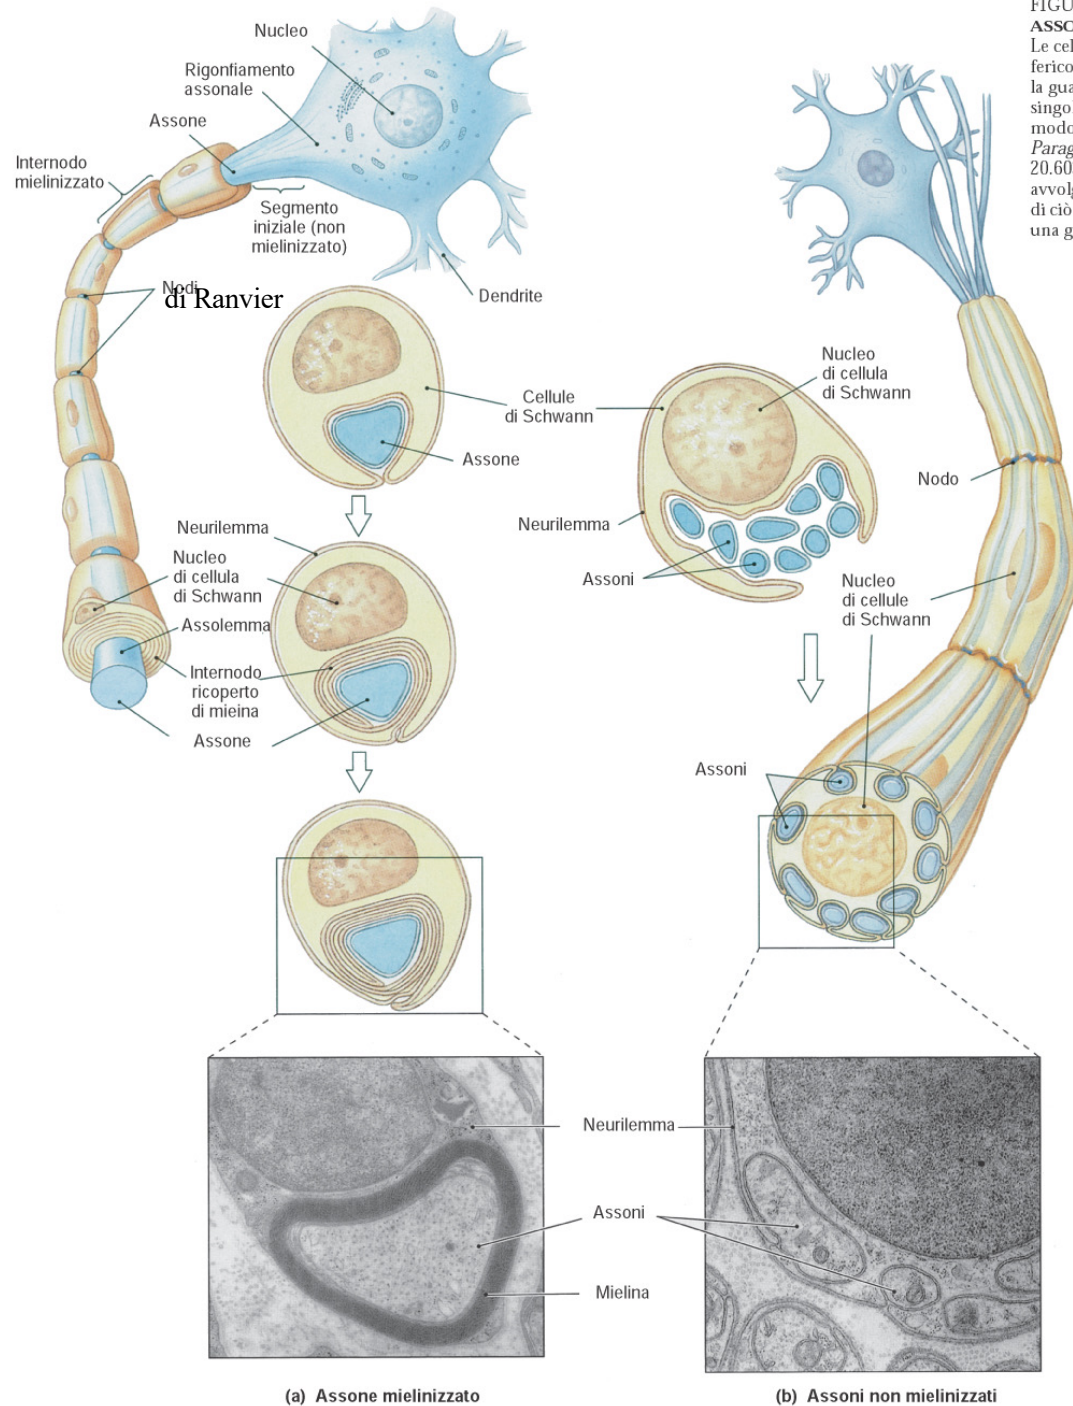 Nucleo
Rigonfiamento
assonale
Assone
Internodo
mielinizzato
Segmento
iniziale (non
mielinizzato)
Nodi
di Ranvier
Dendrite
Cellule
di Schwann
Assone
Neurilemma
Nucleo
di cellula
di Schwann
Assolemma
Internodo
ricoperto
di mieina
Assone
FIGU
ASSO
Le cel
ferico
la gua
singol
modo
Parag
20.60
avvolg
di ciò
una g
Nucleo
di cellula
di Schwann
Nodo
Neurilemma
Assoni
Nucleo
di cellule
di Schwann
Assoni
Neurilemma
Assoni
Mielina
(a) Assone mielinizzato
(b) Assoni non mielinizzati